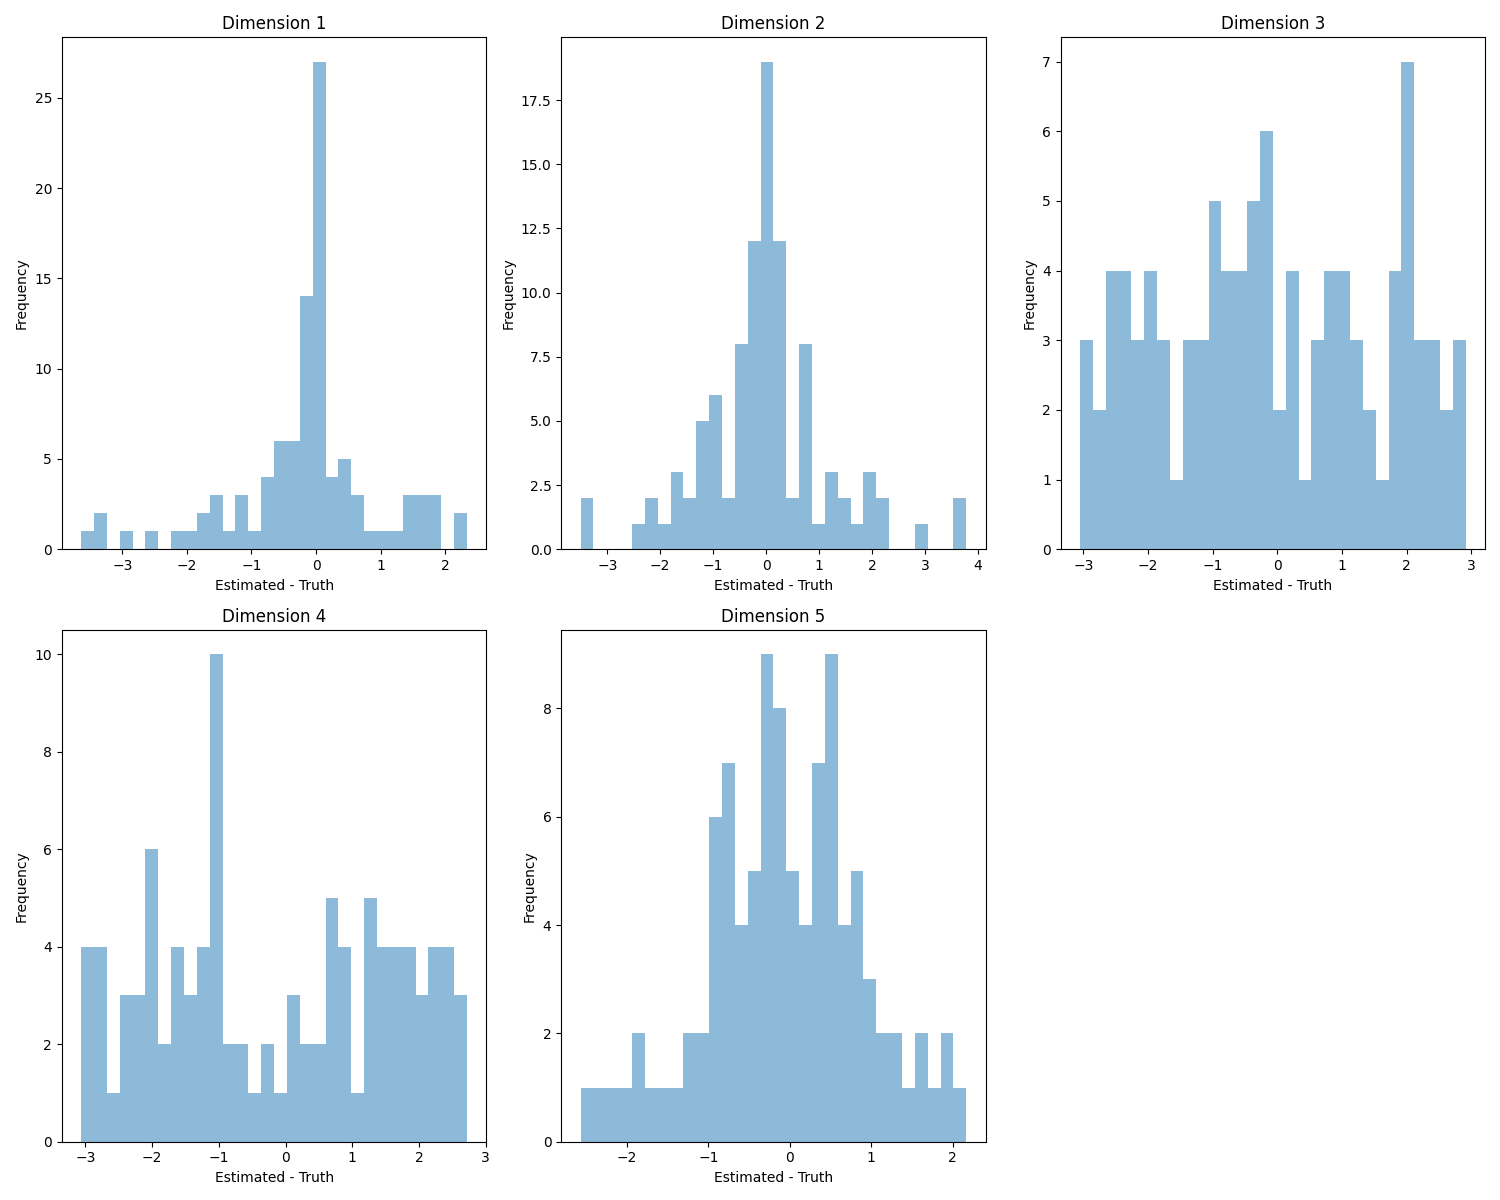 Dimension 1
Frequency
25
20
15
10
5
0
−3 −2 −1 0 1 2
Estimated - Truth
Dimension 2
Frequency
17.5
15.0
12.5
10.0
7.5
5.0
2.5
0.0
−3 −2 −1 0 1 2 3 4
Estimated - Truth
Dimension 3
Frequency
7
6
5
4
3
2
1
0
−3 −2 −1 0 1 2 3
Estimated - Truth
Dimension 4
Frequency
10
8
6
4
2
0
−3 −2 −1 0 1 2 3
Estimated - Truth
Dimension 5
Frequency
8
6
4
2
0
−2 −1 0 1 2
Estimated - Truth